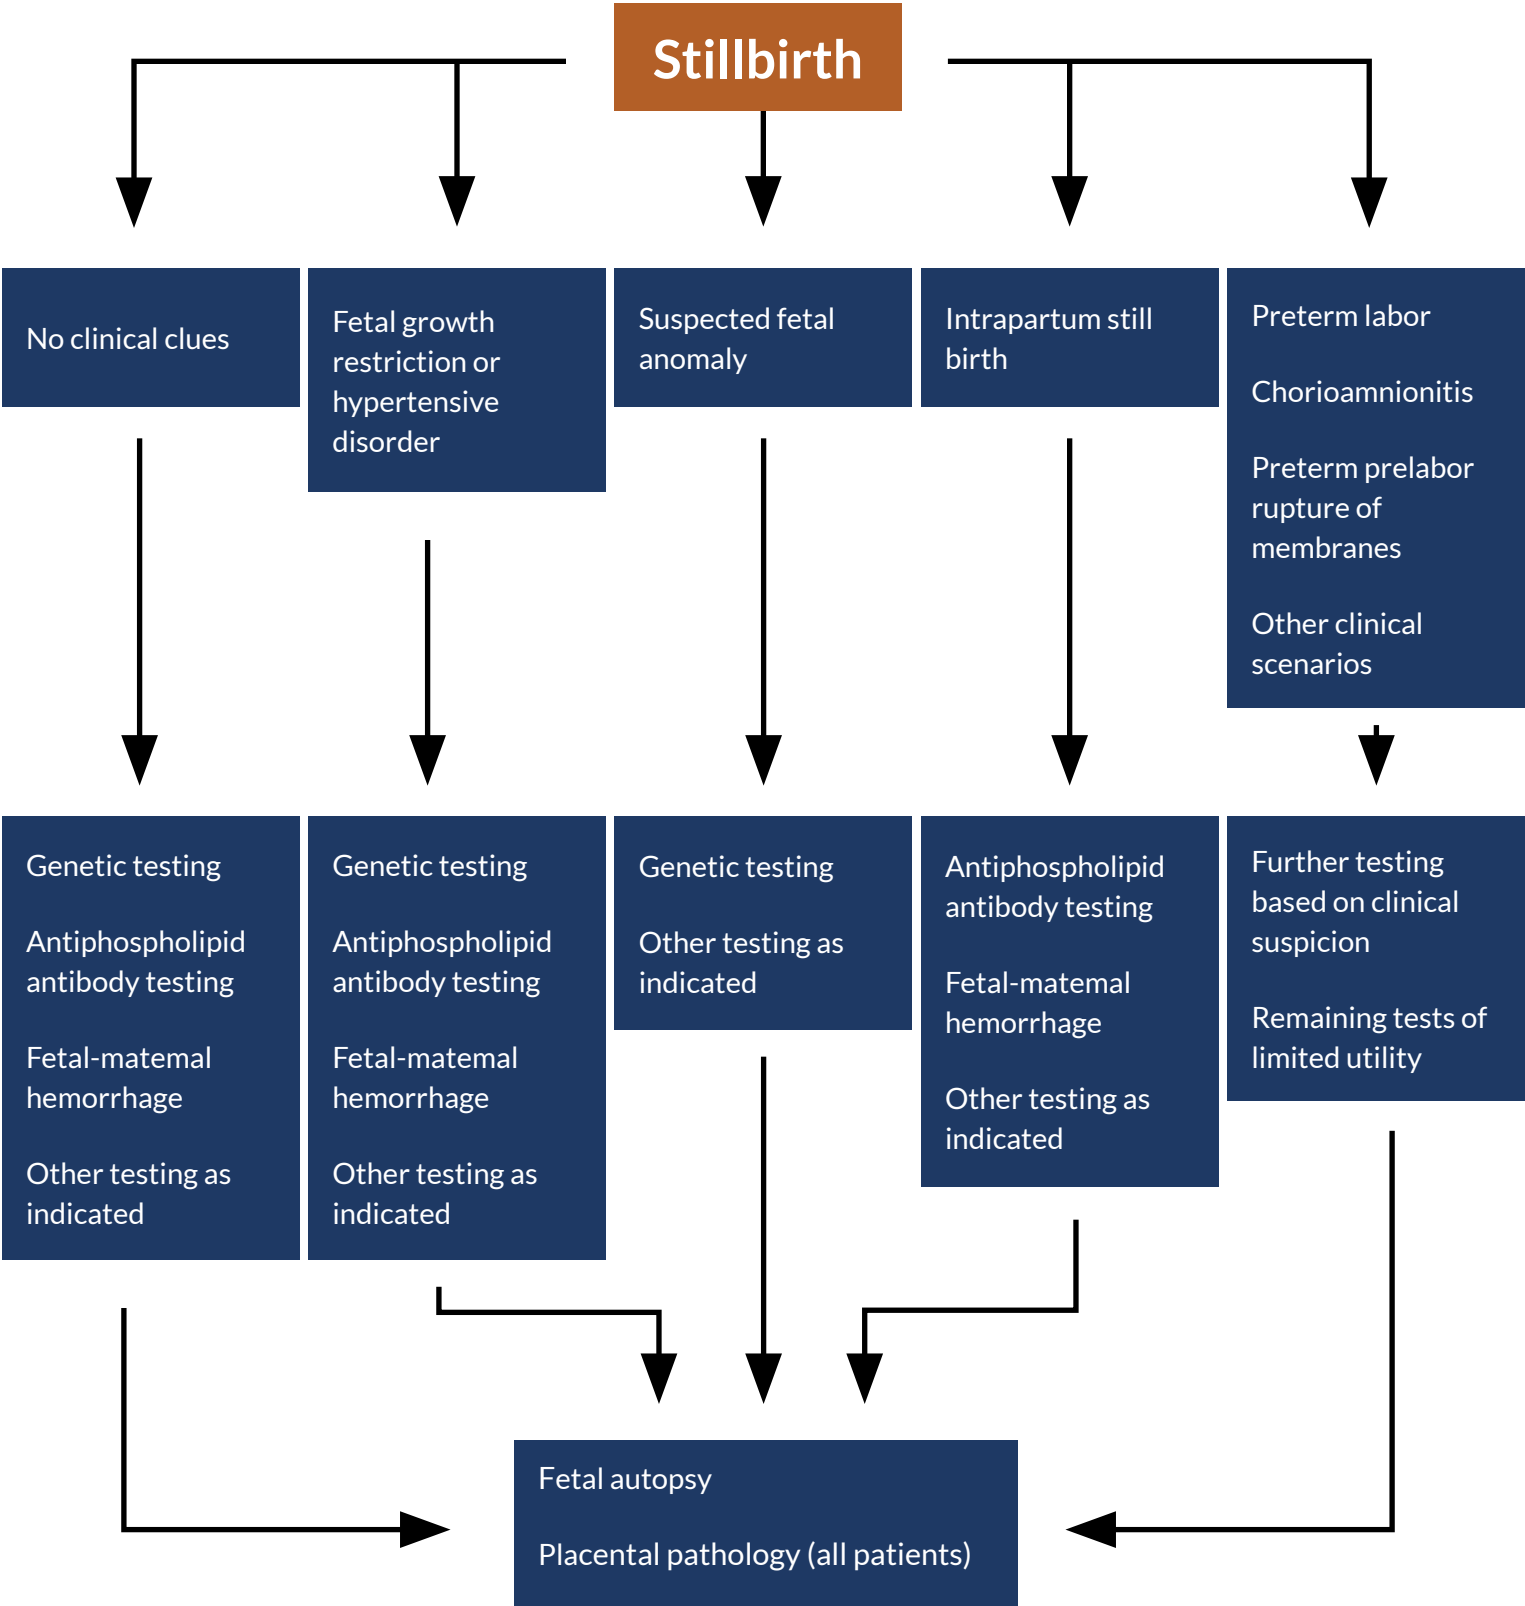 Stillbirth
No clinical clues
Fetal growth
restriction or
hypertensive
disorder
Suspected fetal
anomaly
Intrapartum still
birth
Preterm labor
Chorioamnionitis
Preterm prelabor
rupture of
membranes
Other clinical
scenarios
Genetic testing
Antiphospholipid
antibody testing
Fetal-matemal
hemorrhage
Other testing as
indicated
Genetic testing
Antiphospholipid
antibody testing
Fetal-matemal
hemorrhage
Other testing as
indicated
Genetic testing
Other testing as
indicated
Antiphospholipid
antibody testing
Fetal-matemal
hemorrhage
Other testing as
indicated
Further testing
based on clinical
suspicion
Remaining tests of
limited utility
Fetal autopsy
Placental pathology (all patients)